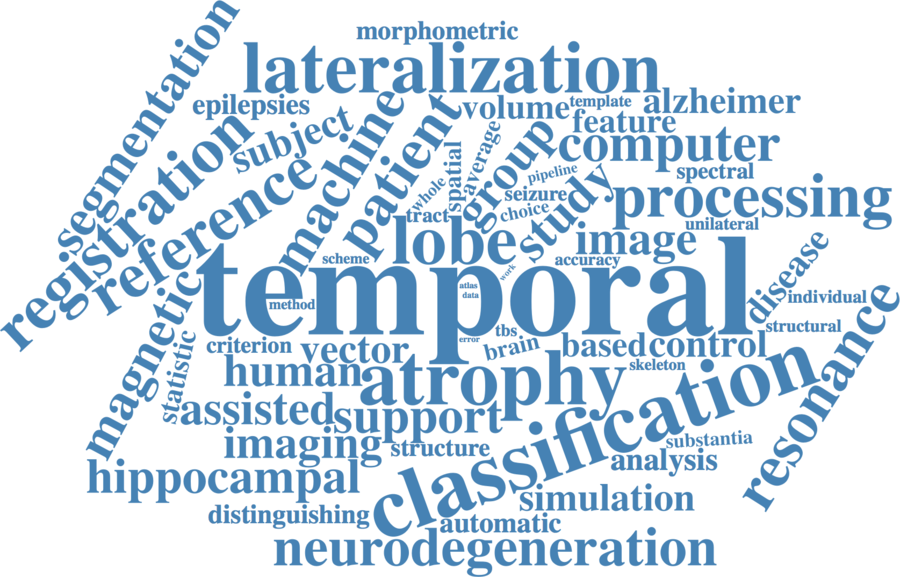 morphometric
lateralization
segmentation
epilepsies
volume
template
alzheimer
registration
subject
machine
patient
average
group
feature
computer
reference
spatial
whole
pipeline
spectral
seizure
study
processing
tract
choice
unilateral
lobe
image
scheme
accuracy
work
disease
temporal
magnetic
method
atlas
data
individual
structural
resonance
statistic
criterion
vector
error
tbs
brain
based
control
human
atrophy
skeleton
assisted
support
classification
imaging
structure
substantia
analysis
hippocampal
simulation
distinguishing
automatic
neurodegeneration